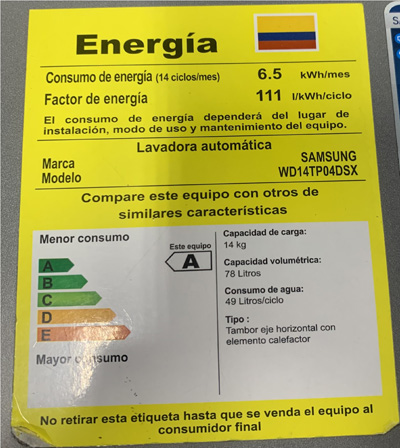 Energía
Consumo de energía (14 ciclos/mes) 6.5 kWh/mes
Factor de energía 111 l/kWh/ciclo
El consumo de energía dependerá del lugar de
instalación, modo de uso y mantenimiento del equipo.
Lavadora automática
Marca SAMSUNG
Modelo WD14TP04DSX
Compare este equipo con otros de
similares características
Menor consumo
Este equipo
A
A
B
C
D
E
Mayor consumo
Capacidad de carga:
14 kg
Capacidad volumétrica:
78 Litros
Consumo de agua:
49 Litros/ciclo
Tipo :
Tambor eje horizontal con
elemento calefactor
No retirar esta etiqueta hasta que se venda el equipo al
consumidor final